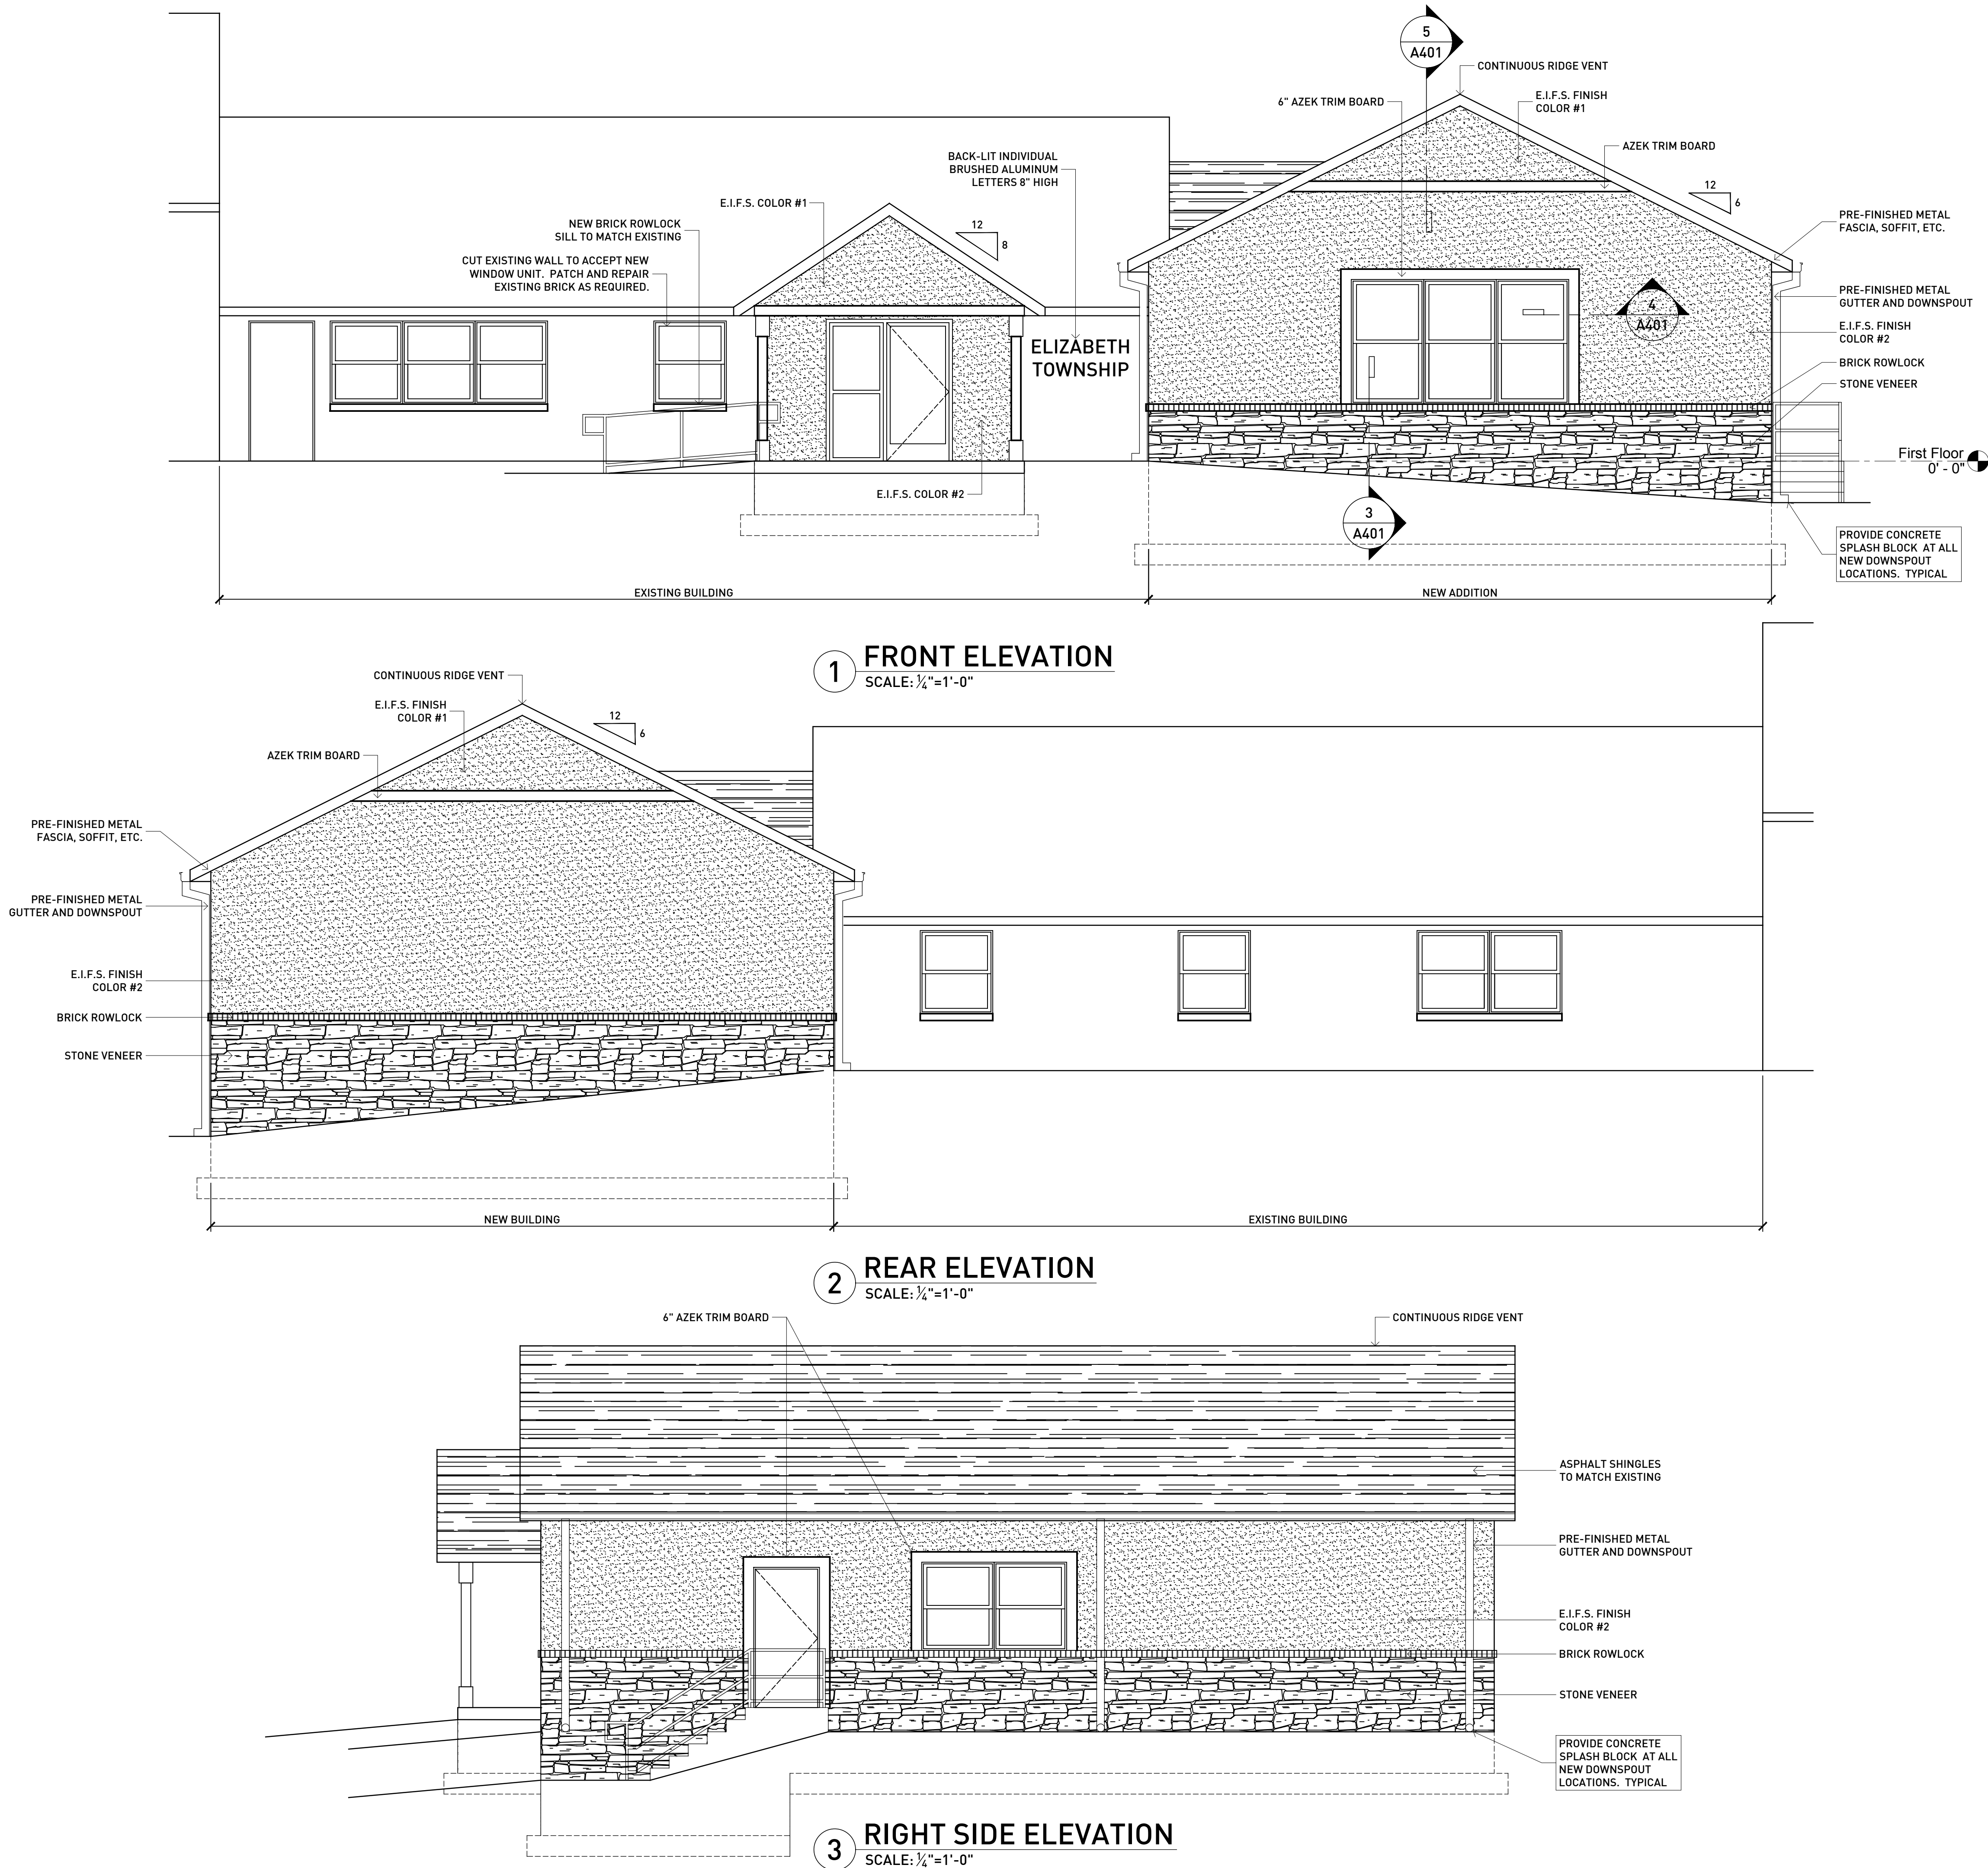 5
A401
CONTINUOUS RIDGE VENT
6" AZEK TRIM BOARD
E.I.F.S. FINISH
COLOR #1
AZEK TRIM BOARD
BACK-LIT INDIVIDUAL
BRUSHED ALUMINUM
LETTERS 8" HIGH
12
6
E.I.F.S. COLOR #1
PRE-FINISHED METAL
FASCIA, SOFFIT, ETC.
NEW BRICK ROWLOCK
SILL TO MATCH EXISTING
12
8
CUT EXISTING WALL TO ACCEPT NEW
WINDOW UNIT. PATCH AND REPAIR
EXISTING BRICK AS REQUIRED.
PRE-FINISHED METAL
GUTTER AND DOWNSPOUT
4
A401
E.I.F.S. FINISH
COLOR #2
ELIZABETH
TOWNSHIP
BRICK ROWLOCK
STONE VENEER
First Floor
0' - 0"
E.I.F.S. COLOR #2
3
A401
PROVIDE CONCRETE
SPLASH BLOCK AT ALL
NEW DOWNSPOUT
LOCATIONS. TYPICAL
EXISTING BUILDING
NEW ADDITION
1
FRONT ELEVATION
SCALE: 1/4"=1'-0"
CONTINUOUS RIDGE VENT
E.I.F.S. FINISH
COLOR #1
12
6
AZEK TRIM BOARD
PRE-FINISHED METAL
FASCIA, SOFFIT, ETC.
PRE-FINISHED METAL
GUTTER AND DOWNSPOUT
E.I.F.S. FINISH
COLOR #2
BRICK ROWLOCK
STONE VENEER
NEW BUILDING
EXISTING BUILDING
2
REAR ELEVATION
SCALE: 1/4"=1'-0"
6" AZEK TRIM BOARD
CONTINUOUS RIDGE VENT
ASPHALT SHINGLES
TO MATCH EXISTING
PRE-FINISHED METAL
GUTTER AND DOWNSPOUT
E.I.F.S. FINISH
COLOR #2
BRICK ROWLOCK
STONE VENEER
PROVIDE CONCRETE
SPLASH BLOCK AT ALL
NEW DOWNSPOUT
LOCATIONS. TYPICAL
3
RIGHT SIDE ELEVATION
SCALE: 1/4"=1'-0"